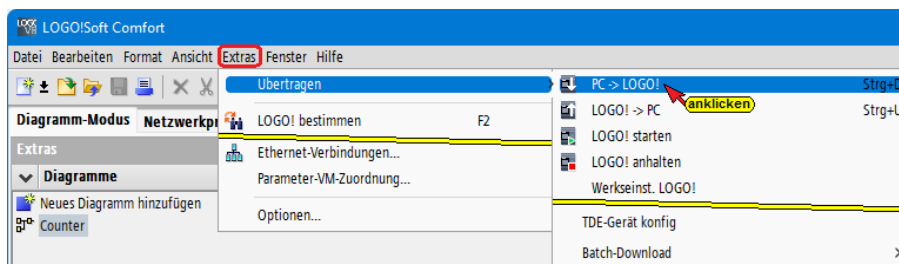 LOGO!Soft Comfort
Datei Bearbeiten Format Ansicht Extras Fenster Hilfe
Übertragen
PC -> LOGO!
anklicken
LOGO! bestimmen F2
LOGO! -> PC
LOGO! starten
Ethernet-Verbindungen...
LOGO! anhalten
Parameter-VM-Zuordnung...
Werkseinst. LOGO!
Optionen...
TDE-Gerät konfig
Batch-Download
Diagramm-Modus
Extras
Diagramme
Neues Diagramm hinzufügen
Counter